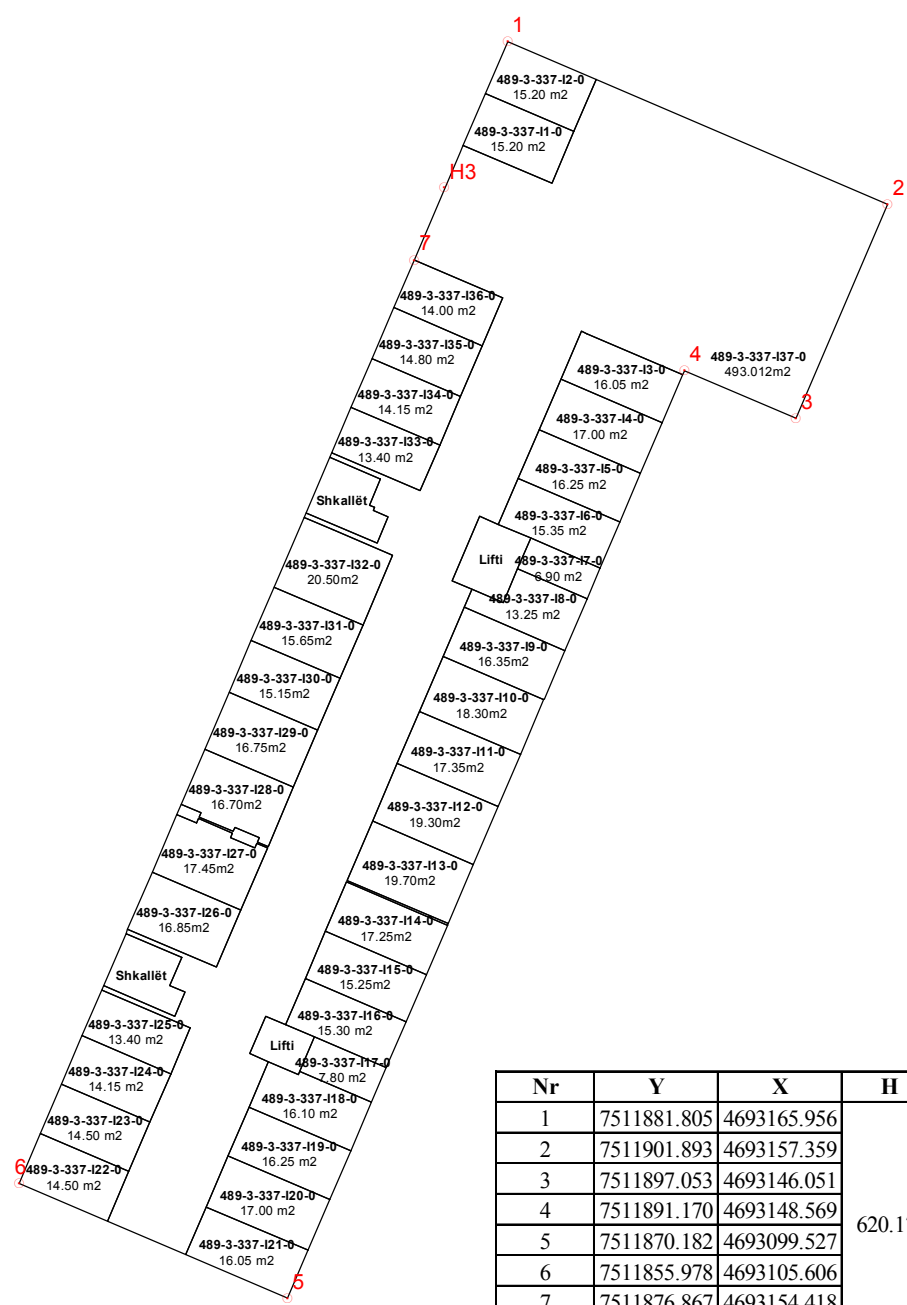 1
489-3-337-I2-0
15.20 m2
489-3-337-I1-0
15.20 m2
2
H3
7
489-3-337-I36-0
14.00 m2
489-3-337-I35-0
14.80 m2
489-3-337-I34-0
14.15 m2
489-3-337-I33-0
13.40 m2
Shkallët
489-3-337-I32-0
20.50m2
489-3-337-I31-0
15.65m2
489-3-337-I30-0
15.15m2
489-3-337-I29-0
16.75m2
489-3-337-I28-0
16.70m2
489-3-337-I27-0
17.45m2
489-3-337-I26-0
16.85m2
Shkallët
489-3-337-I25-0
13.40 m2
489-3-337-I24-0
14.15 m2
489-3-337-I23-0
14.50 m2
6
489-3-337-I22-0
14.50 m2
4
489-3-337-I37-0
493.012m2
3
489-3-337-I3-0
16.05 m2
489-3-337-I4-0
17.00 m2
489-3-337-I5-0
16.25 m2
489-3-337-I6-0
15.35 m2
Lifti
489-3-337-I7-0
6.90 m2
489-3-337-I8-0
13.25 m2
489-3-337-I9-0
16.35m2
489-3-337-I10-0
18.30m2
489-3-337-I11-0
17.35m2
489-3-337-I12-0
19.30m2
489-3-337-I13-0
19.70m2
489-3-337-I14-0
17.25m2
489-3-337-I15-0
15.25m2
489-3-337-I16-0
15.30 m2
Lifti
489-3-337-I17-0
7.80 m2
489-3-337-I18-0
16.10 m2
489-3-337-I19-0
16.25 m2
489-3-337-I20-0
17.00 m2
489-3-337-I21-0
16.05 m2
5
Nr Y X H
1 7511881.805 4693165.956
2 7511901.893 4693157.359
3 7511897.053 4693146.051
4 7511891.170 4693148.569
5 7511870.182 4693099.527
6 7511855.978 4693105.606
7 7511876.867 4693154.418